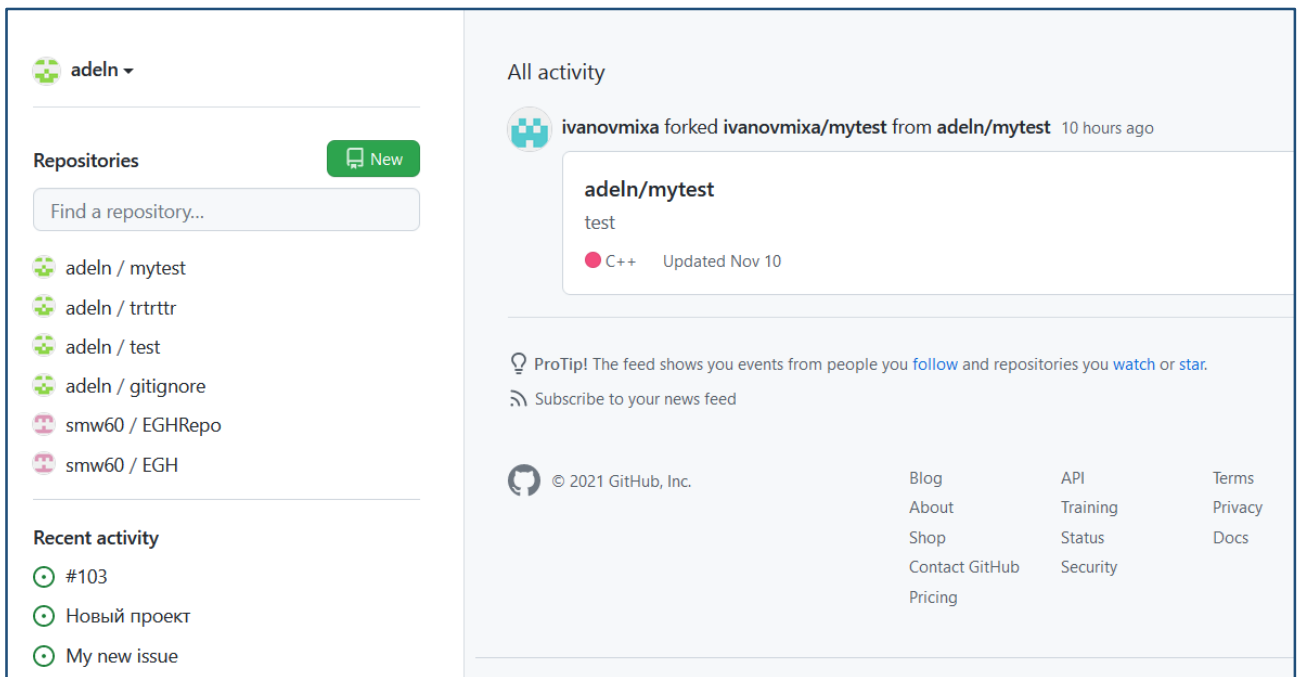 adeln
Repositories
New
Find a repository...
adeln / mytest
adeln / trtrttr
adeln / test
adeln / gitignore
smw60 / EGHRepo
smw60 / EGH
Recent activity
#103
Новый проект
My new issue
All activity
ivanovmixa forked ivanovmixa/mytest from adeln/mytest 10 hours ago
adeln/mytest
test
C++ Updated Nov 10
ProTip! The feed shows you events from people you follow and repositories you watch or star.
Subscribe to your news feed
© 2021 GitHub, Inc.
Blog
About
Shop
Contact GitHub
Pricing
API
Training
Status
Security
Terms
Privacy
Docs